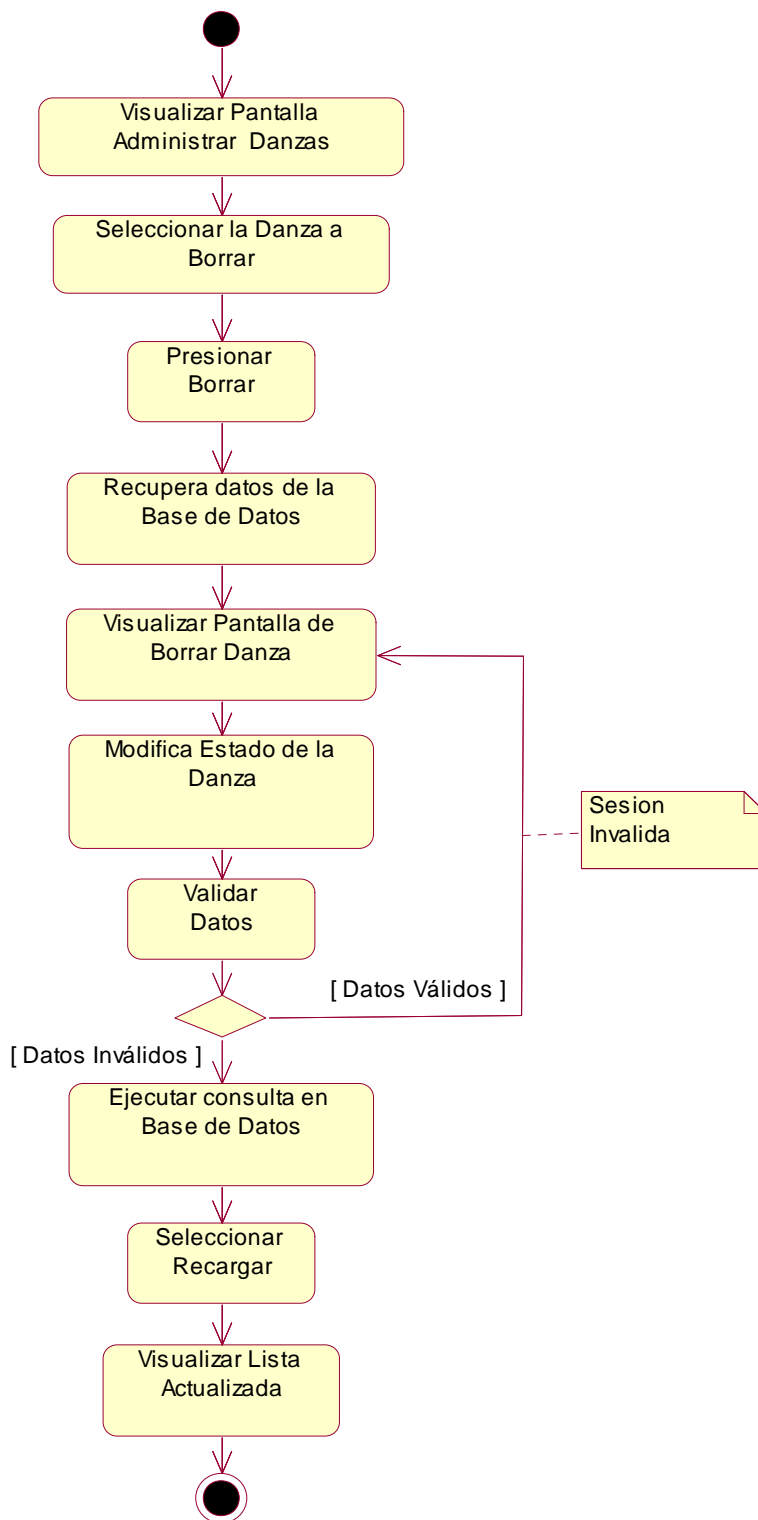 Visualizar Pantalla
Administrar Danzas
Seleccionar la Danza a
Borrar
Presionar
Borrar
Recupera datos de la
Base de Datos
Visualizar Pantalla de
Borrar Danza
Modifica Estado de la
Danza
Sesion
Invalida
Validar
Datos
[ Datos Válidos ]
[ Datos Inválidos ]
Ejecutar consulta en
Base de Datos
Seleccionar
Recargar
Visualizar Lista
Actualizada